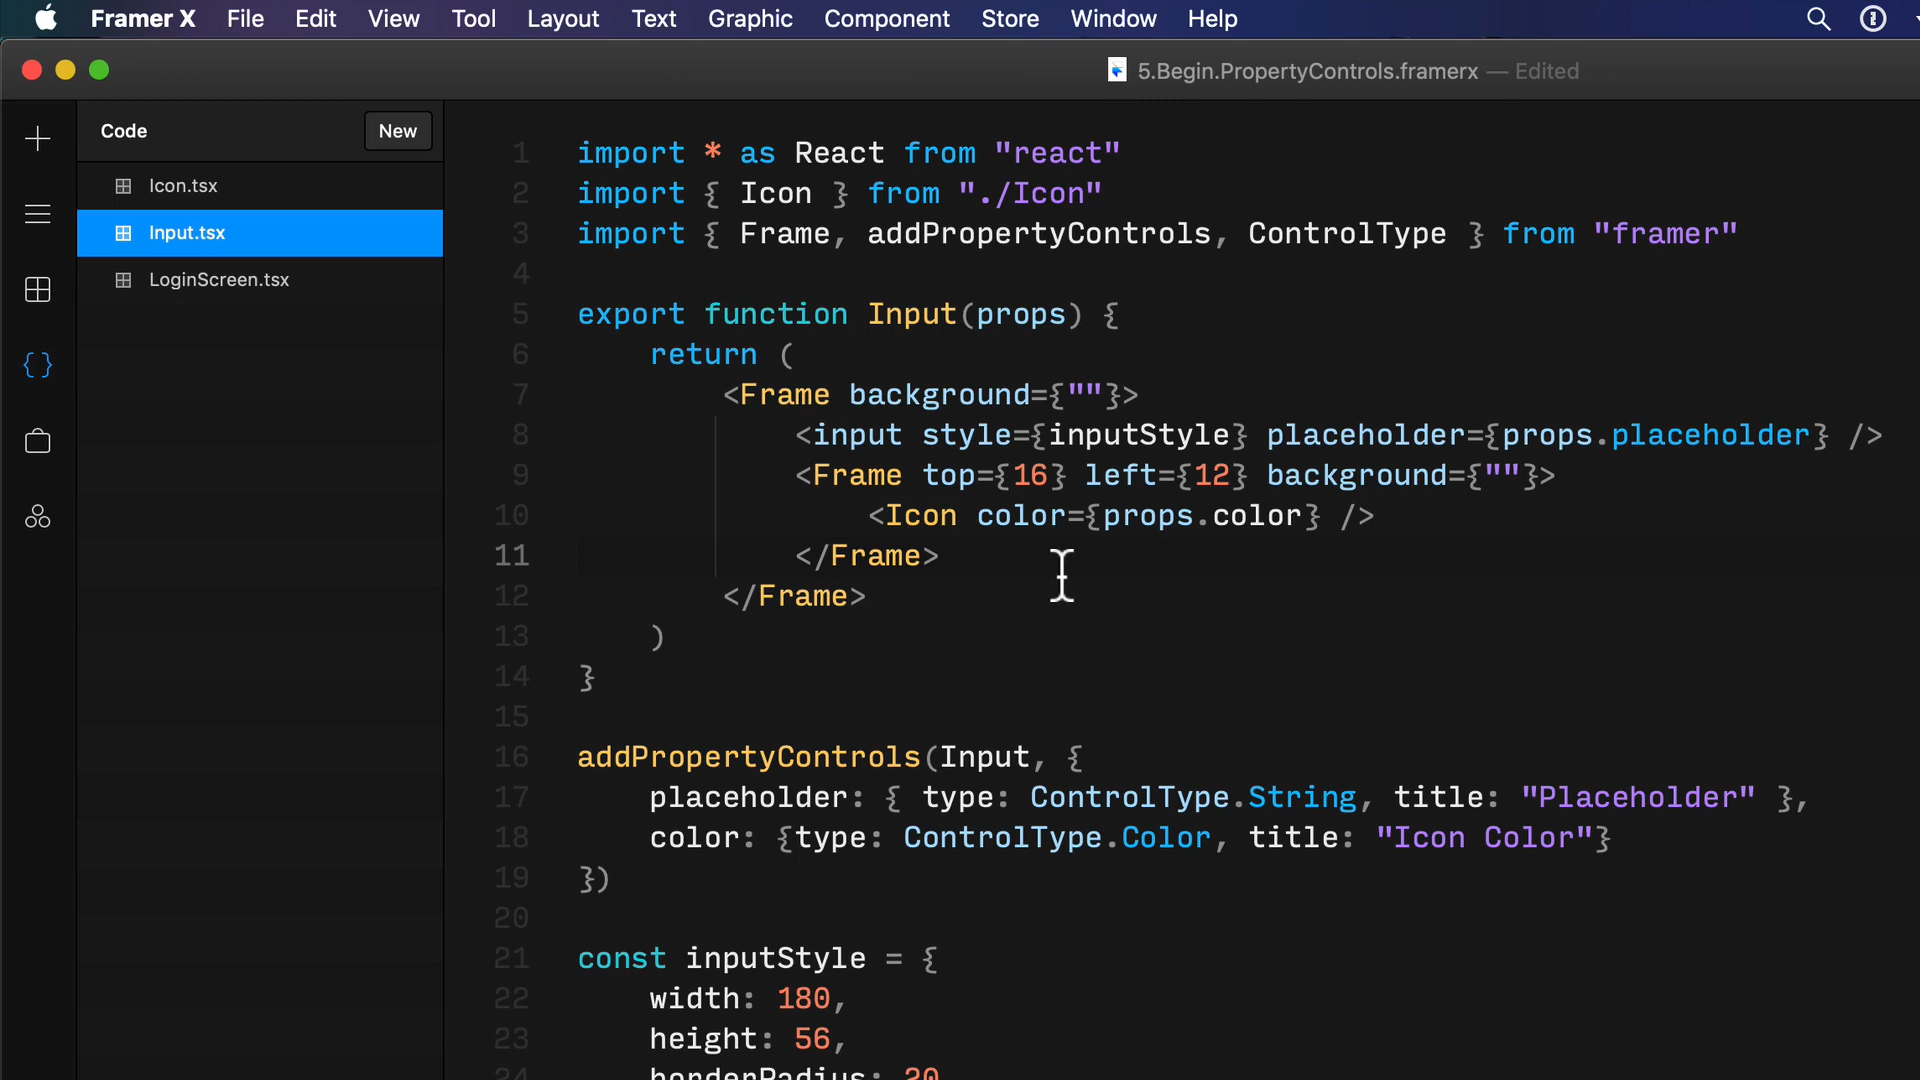 Framer X File Edit View Tool Layout Text Graphic Component Store Window Help
5.Begin.PropertyControls.framerx — Edited
Code New
Icon.tsx
Input.tsx
LoginScreen.tsx
1 import * as React from "react"
2 import { Icon } from "./Icon"
3 import { Frame, addPropertyControls, ControlType } from "framer"
4
5 export function Input(props) {
6 return (
7 <Frame background={""}>
8 <input style={inputStyle} placeholder={props.placeholder} />
9 <Frame top={16} left={12} background={""}>
10 <Icon color={props.color} />
11 </Frame>
12 </Frame>
13 )
14 }
15
16 addPropertyControls(Input, {
17 placeholder: { type: ControlType.String, title: "Placeholder" },
18 color: {type: ControlType.Color, title: "Icon Color"}
19 })
20
21 const inputStyle = {
22 width: 180,
23 height: 56,
24 borderRadius: 20